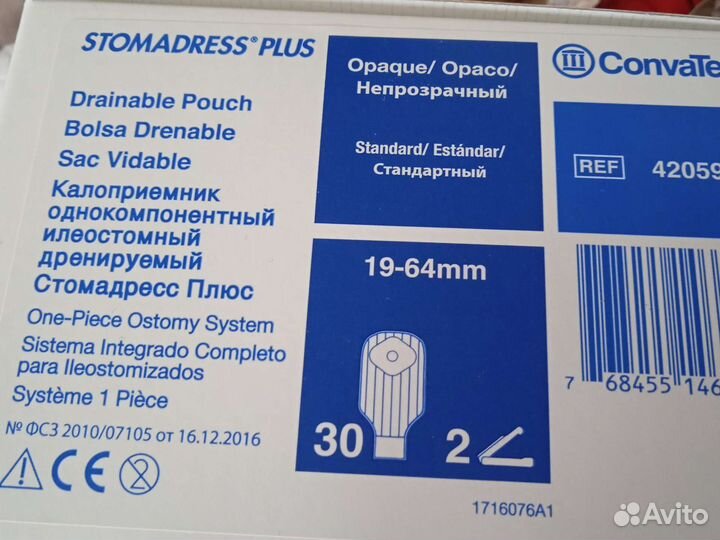 STOMADRESS® PLUS
Drainable Pouch
Bolsa Drenable
Sac Vidable
Калоприемник
однокомпонентный
илеостомный
дренируемый
Стомадресс Плюс
One-Piece Ostomy System
Sistema Integrado Completo
para Ileostomizados
Système 1 Pièce
№ ФСЗ 2010/07105 от 16.12.2016
CE
2
Opaque/ Opaco/
Непрозрачный
Standard/ Estándar/
Стандартный
19-64mm
30
2
1716076A1
ConvaTe
REF 42059
7 68455 146
Avito